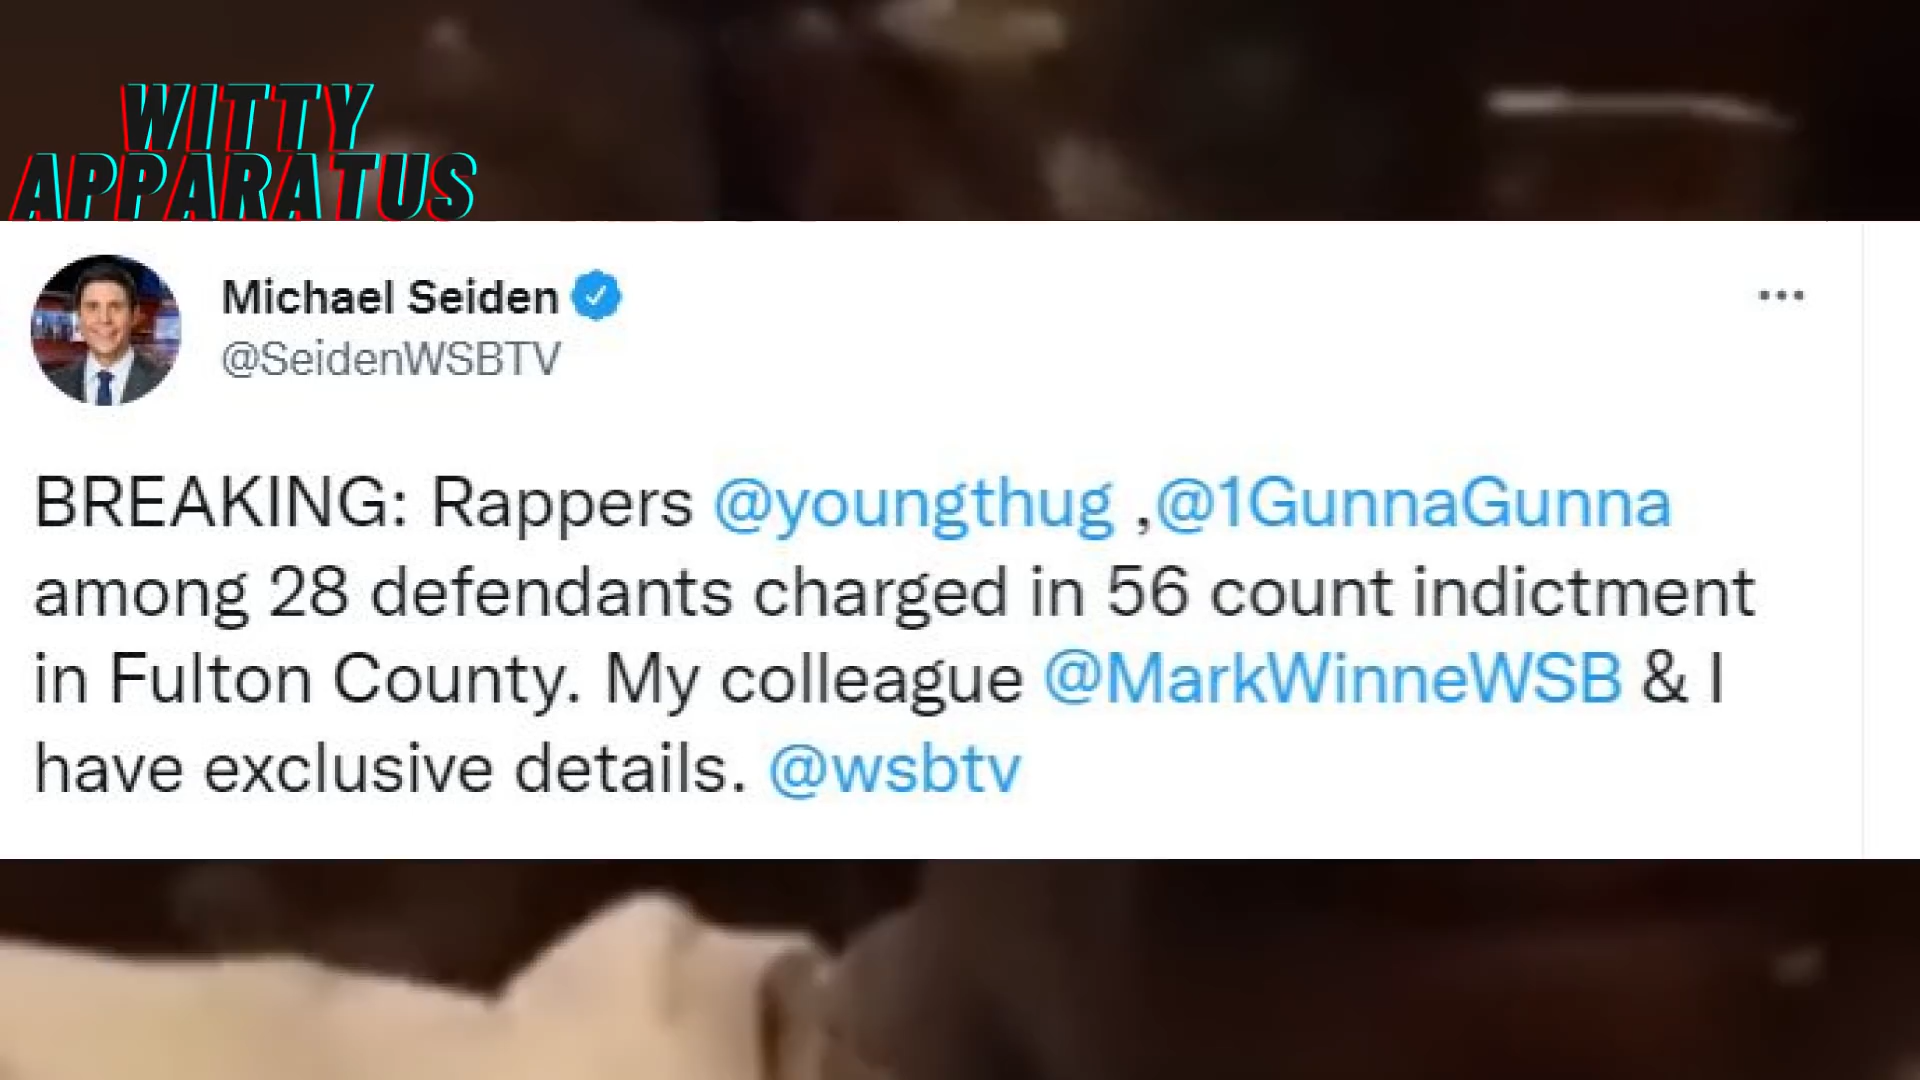 WITTY
APPARATUS
Michael Seiden
@SeidenWSBTV
BREAKING: Rappers @youngthug ,@1GunnaGunna
among 28 defendants charged in 56 count indictment
in Fulton County. My colleague @MarkWinneWSB & I
have exclusive details. @wsbtv